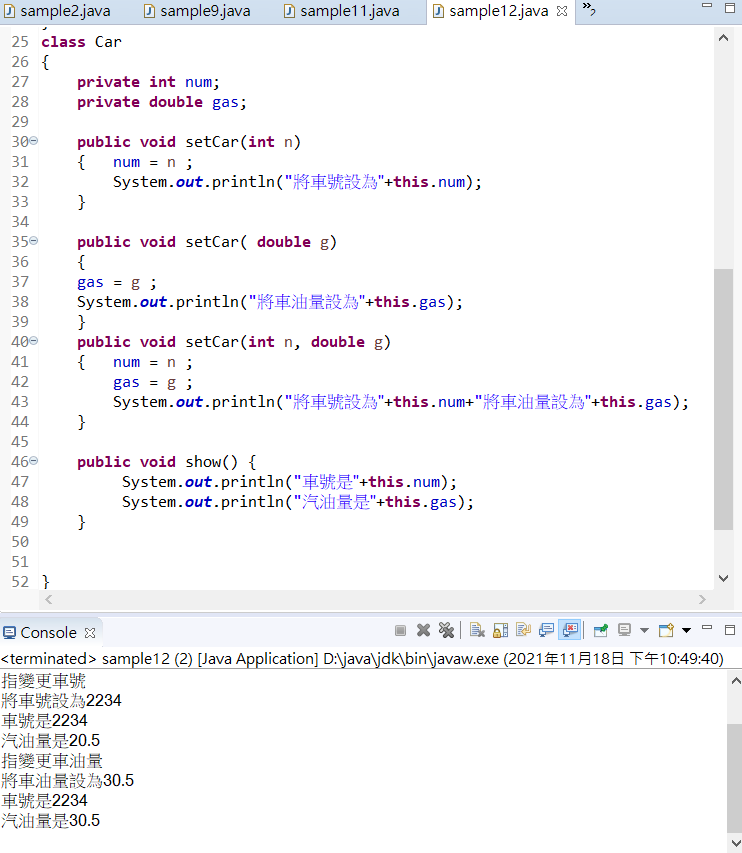 sample2.java sample9.java sample11.java sample12.java »2
25 class Car
26 {
27 private int num;
28 private double gas;
29
30 public void setCar(int n)
31 { num = n ;
32 System.out.println("將車號設為"+this.num);
33 }
34
35 public void setCar( double g)
36 {
37 gas = g ;
38 System.out.println("將車油量設為"+this.gas);
39 }
40 public void setCar(int n, double g)
41 { num = n ;
42 gas = g ;
43 System.out.println("將車號設為"+this.num+"將車油量設為"+this.gas);
44 }
45
46 public void show() {
47 System.out.println("車號是"+this.num);
48 System.out.println("汽油量是"+this.gas);
49 }
50
51
52 }
Console
<terminated> sample12 (2) [Java Application] D:\java\jdk\bin\javaw.exe (2021年11月18日 下午10:49:40)
指變更車號
將車號設為2234
車號是2234
汽油量是20.5
指變更車油量
將車油量設為30.5
車號是2234
汽油量是30.5